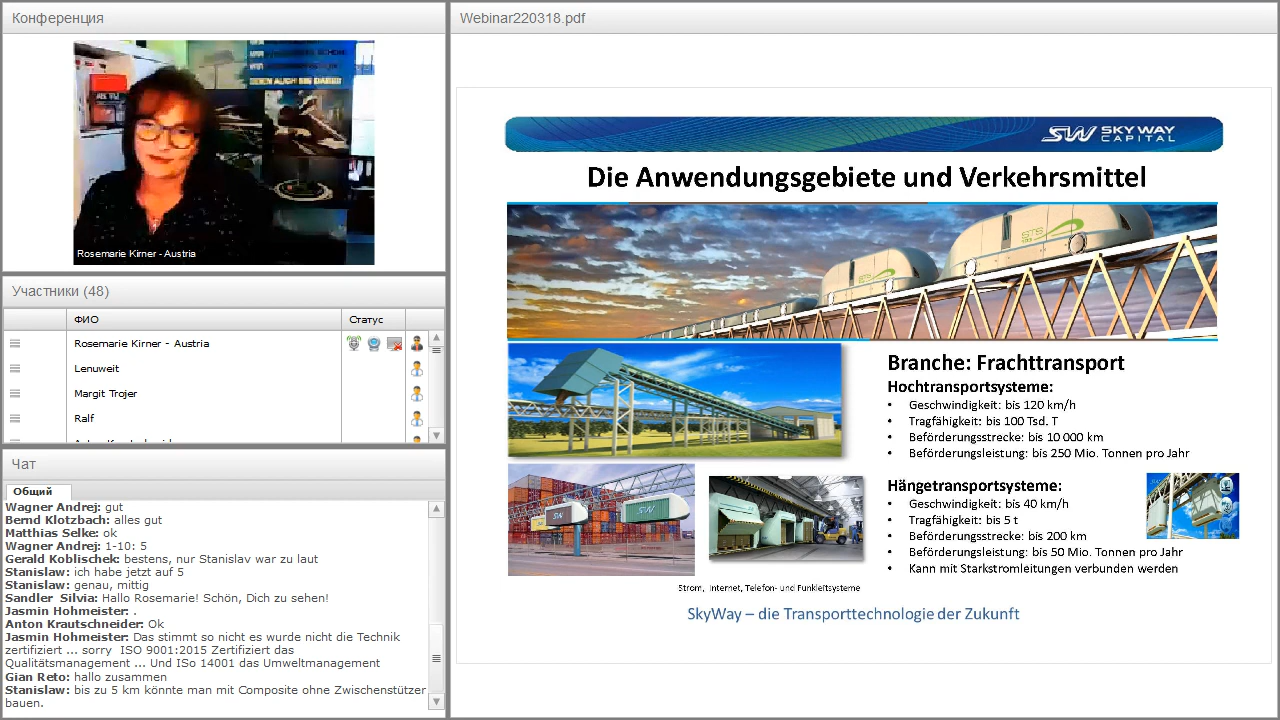 Конференция
Rosemarie Kirner - Austria
Участники (48)
ФИО
Статус
Rosemarie Kirner - Austria
Lenuweit
Margit Trojer
Ralf
Чат
Общий
Wagner Andrej: gut
Bernd Klotzbach: alles gut
Matthias Selke: ok
Wagner Andrej: 1-10: 5
Gerald Koblischek: bestens, nur Stanislav war zu laut
Stanislaw: ich habe jetzt auf 5
Stanislaw: genau, mittig
Sandler Silvia: Hallo Rosemarie! Schön, Dich zu sehen!
Jasmin Hohmeister: .
Anton Krautschneider: Ok
Jasmin Hohmeister: Das stimmt so nicht es wurde nicht die Technik
zertifiziert ... sorry ISO 9001:2015 Zertifiziert das
Qualitätsmanagement ... Und iSo 14001 das Umweltmanagement
Gian Reto: hallo zusammen
Stanislaw: bis zu 5 km könnte man mit Composite ohne Zwischenstützen
bauen.
Webinar220318.pdf
SW SKY WAY
CAPITAL
Die Anwendungsgebiete und Verkehrsmittel
Branche: Frachttransport
Hochtransportsysteme:
• Geschwindigkeit: bis 120 km/h
• Tragfähigkeit: bis 100 Tsd. T
• Beförderungsstrecke: bis 10 000 km
• Beförderungsleistung: bis 250 Mio. Tonnen pro Jahr
Hängetransportsysteme:
• Geschwindigkeit: bis 40 km/h
• Tragfähigkeit: bis 5 t
• Beförderungsstrecke: bis 200 km
• Beförderungsleistung: bis 50 Mio. Tonnen pro Jahr
• Kann mit Starkstromleitungen verbunden werden
Strom, Internet, Telefon- und Funkleitsysteme
SkyWay – die Transporttechnologie der Zukunft